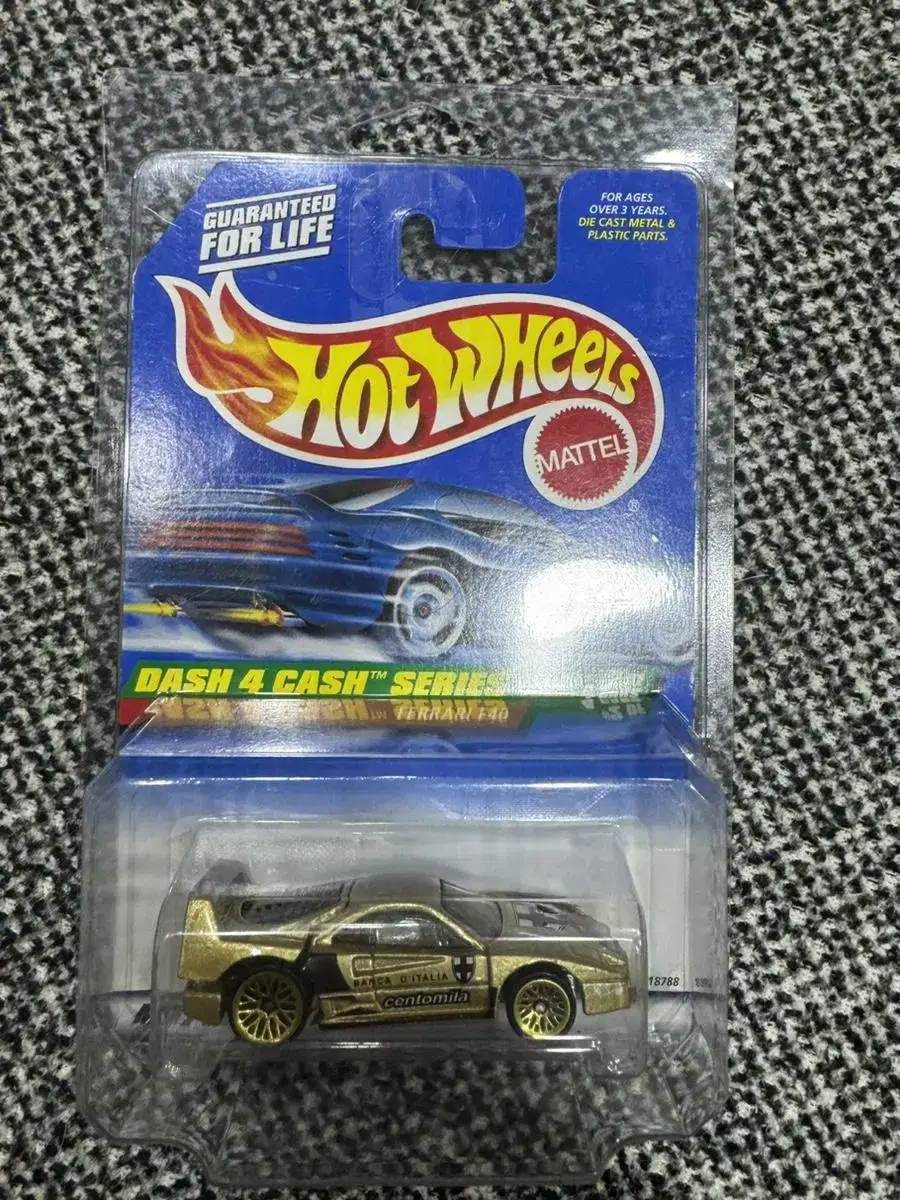 GUARANTEED
FOR LIFE
FOR AGES
OVER 3 YEARS.
DIE CAST METAL &
PLASTIC PARTS.
HOT WHEELS
MATTEL
®
DASH 4 CASH™ SERIES
FERRARI F40
BANCA D'ITALIA
centomila
18788